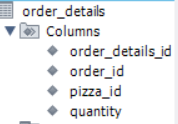 order_details
Columns
order_details_id
order_id
pizza_id
quantity